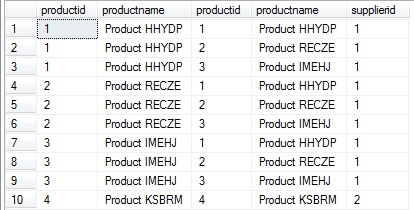 productid productname productid productname supplierid
1 1 Product HHYDP 1 Product HHYDP 1
2 1 Product HHYDP 2 Product RECZE 1
3 1 Product HHYDP 3 Product IMEHJ 1
4 2 Product RECZE 1 Product HHYDP 1
5 2 Product RECZE 2 Product RECZE 1
6 2 Product RECZE 3 Product IMEHJ 1
7 3 Product IMEHJ 1 Product HHYDP 1
8 3 Product IMEHJ 2 Product RECZE 1
9 3 Product IMEHJ 3 Product IMEHJ 1
10 4 Product KSBRM 4 Product KSBRM 2